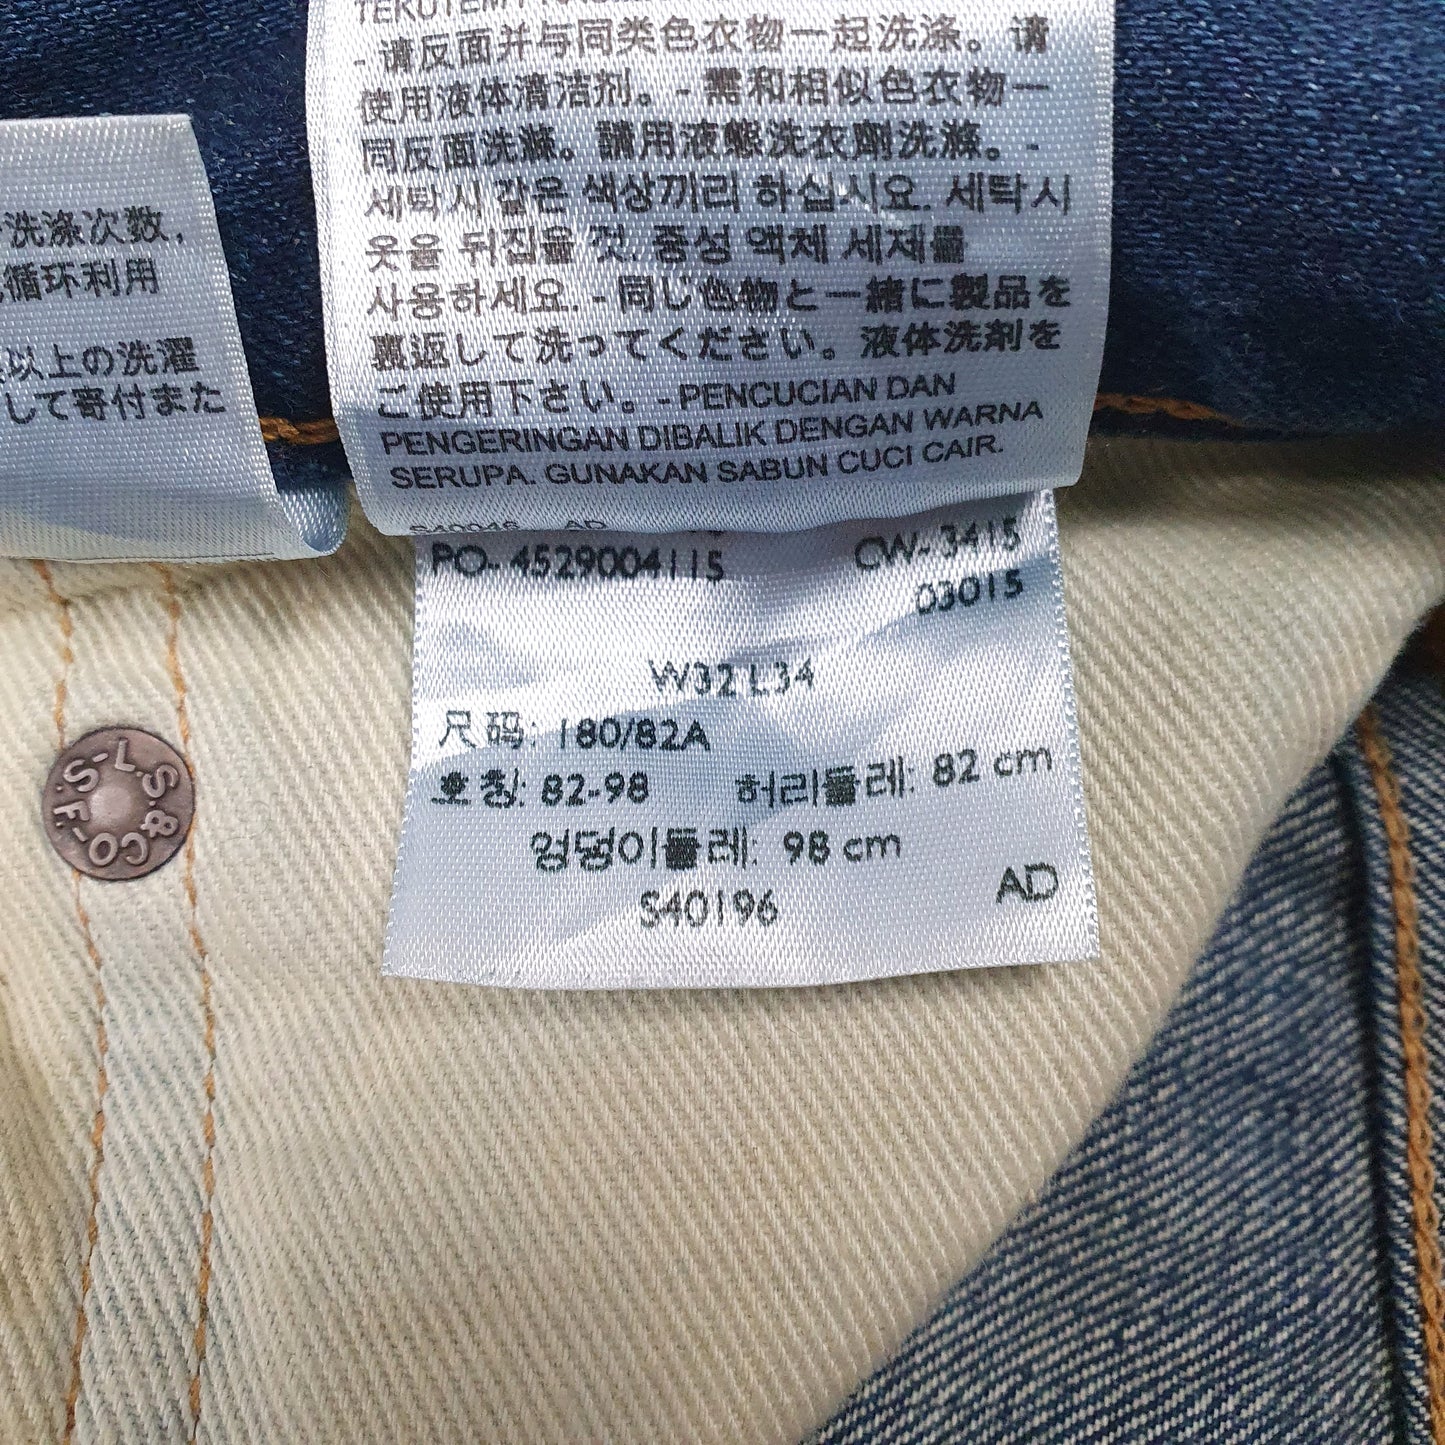 - 请反面并与同类色衣物一起洗涤。请
使用液体清洁剂。- 需和相似色衣物一
同反面洗滌。請用液態洗衣劑洗滌。-
세탁시 같은 색상끼리 하십시요. 세탁시
옷을 뒤집을 것. 중성 액체 세제를
사용하세요. - 同じ色物と一緒に製品を
裏返して洗ってください。液体洗剤を
ご使用下さい。- PENCUCIAN DAN
PENGERINGAN DIBALIK DENGAN WARNA
SERUPA. GUNAKAN SABUN CUCI CAIR.
S40046 AD
洗涤次数,
循环利用
以上の洗濯
して寄付また
PO- 4529004115 CW- 3415
03015
W32 L34
尺码: 180/82A
호칭: 82-98 허리둘레: 82 cm
엉덩이둘레: 98 cm
S40196 AD
L.S.&CO-S.F.-